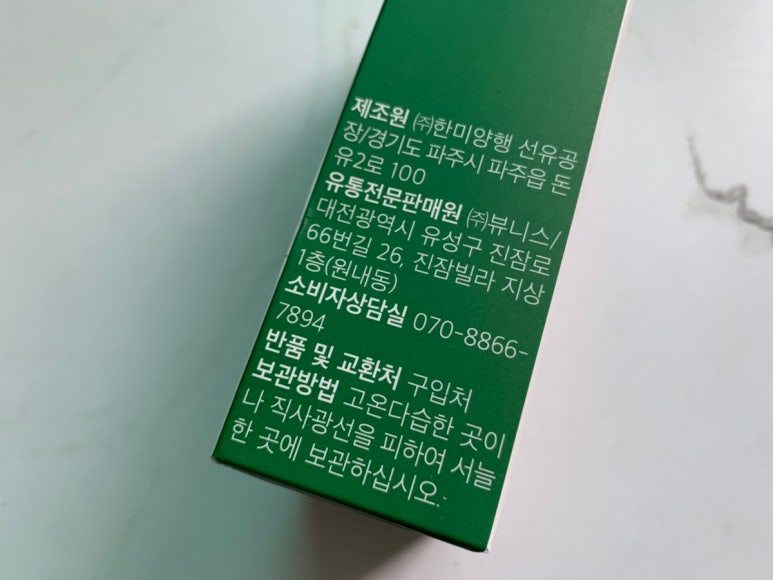 제조원 ㈜한미양행 선유공
장/경기도 파주시 파주읍 돈
유2로 100
유통전문판매원 ㈜뷰니스/
대전광역시 유성구 진잠로
66번길 26, 진잠빌라 지상
1층(원내동)
소비자상담실 070-8866-
7894
반품 및 교환처 구입처
보관방법 고온다습한 곳이
나 직사광선을 피하여 서늘
한 곳에 보관하십시오.